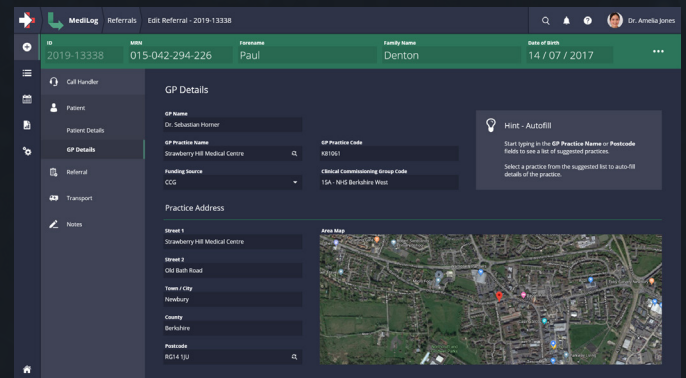 MediLog Referrals Edit Referral - 2019-13338
Dr. Amelia Jones
ID MRN Forename Family Name Date of Birth
2019-13338 015-042-294-226 Paul Denton 14 / 07 / 2017
Call Handler
Patient
Patient Details
GP Details
Referral
Transport
Notes
GP Details
GP Name
Dr. Sebastian Homer
GP Practice Name GP Practice Code
Strawberry Hill Medical Centre K81061
Funding Source Clinical Commissioning Group Code
CCG 15A - NHS Berkshire West
Hint - Autofill
Start typing in the GP Practice Name or Postcode
fields to see a list of suggested practices.
Select a practice from the suggested list to auto-fill
details of the practice.
Practice Address
Street 1 Area Map
Strawberry Hill Medical Centre
Street 2
Old Bath Road
Town / City
Newbury
County
Berkshire
Postcode
RG14 1JU